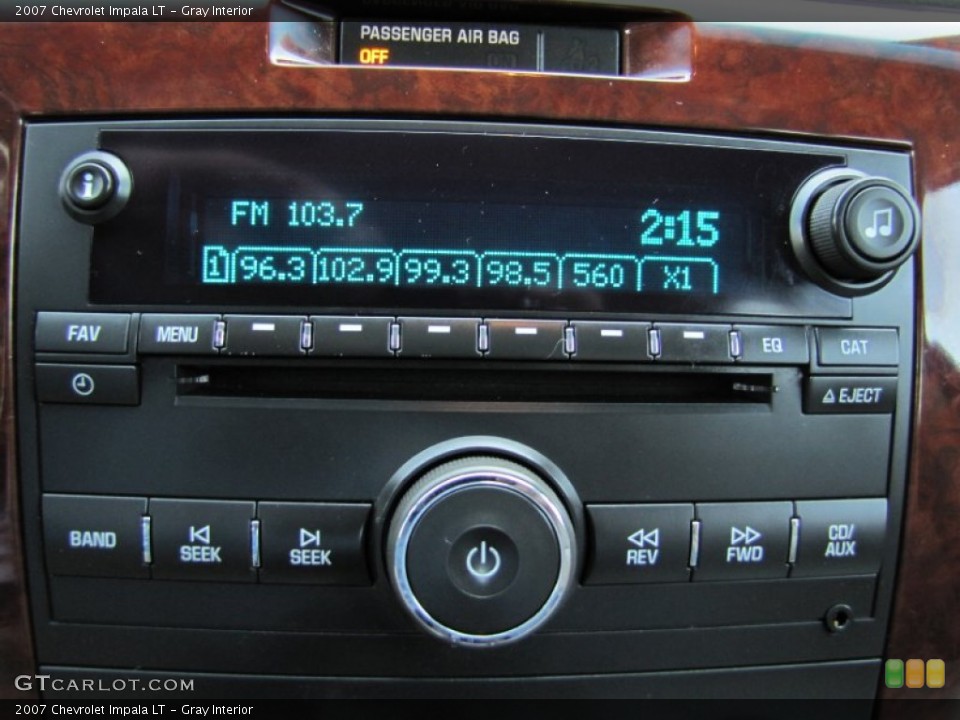 2007 Chevrolet Impala LT - Gray Interior
PASSENGER AIR BAG
OFF
FM 103.7
2:15
1 96.3 102.9 99.3 98.5 560 X1
FAV MENU EQ CAT
EJECT
BAND SEEK SEEK REV FWD CD/
AUX
GTCARLOT.COM
2007 Chevrolet Impala LT - Gray Interior